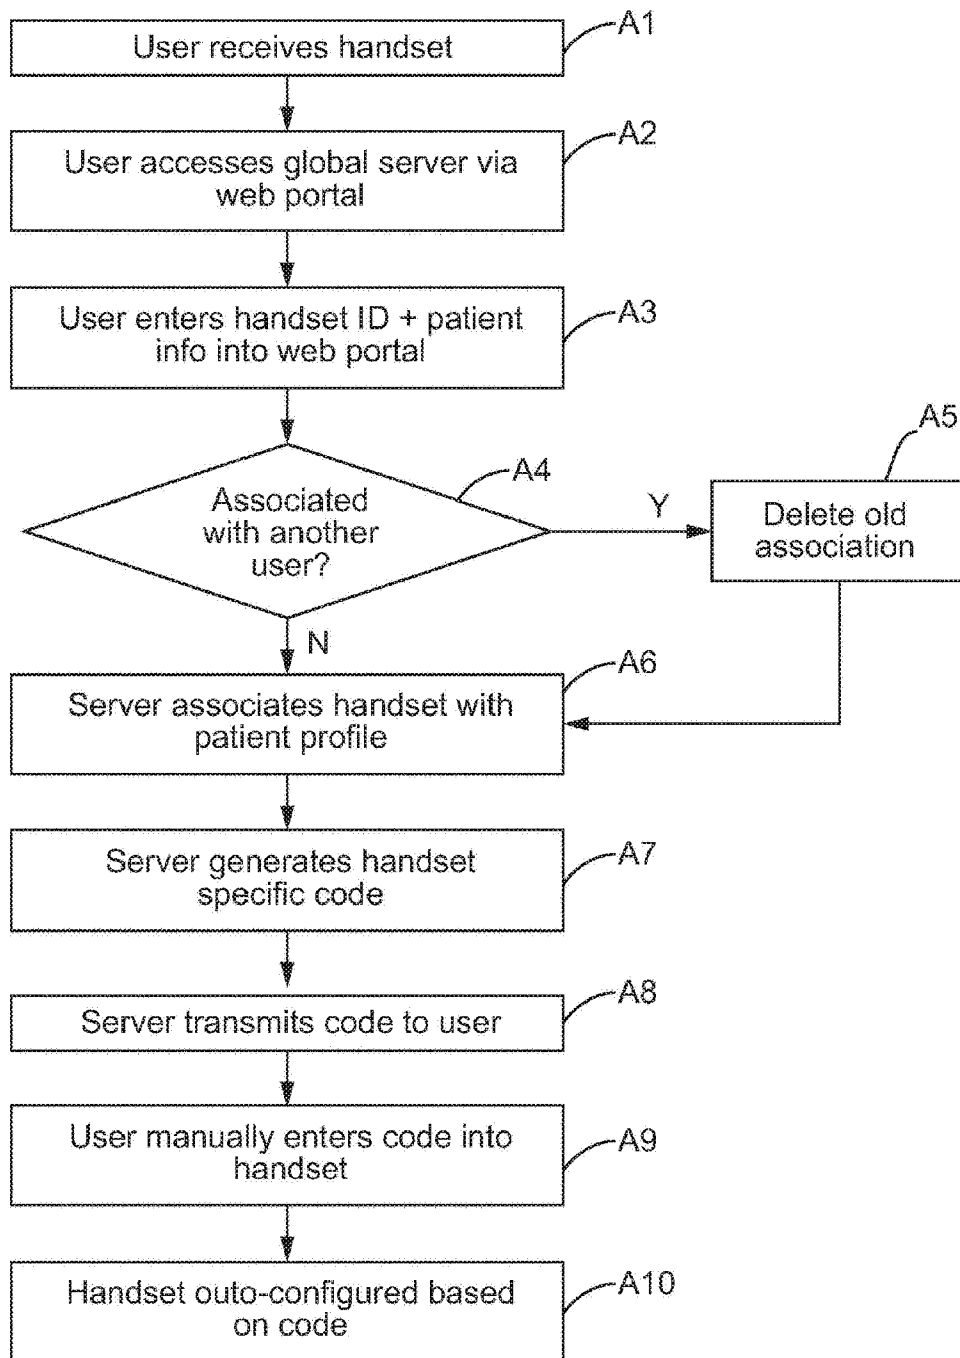 User receives handset
A1
User accesses global server via
web portal
A2
User enters handset ID + patient
info into web portal
A3
Associated
with another
user?
A4
Y
Delete old
association
A5
N
Server associates handset with
patient profile
A6
Server generates handset
specific code
A7
Server transmits code to user
A8
User manually enters code into
handset
A9
Handset outo-configured based
on code
A10